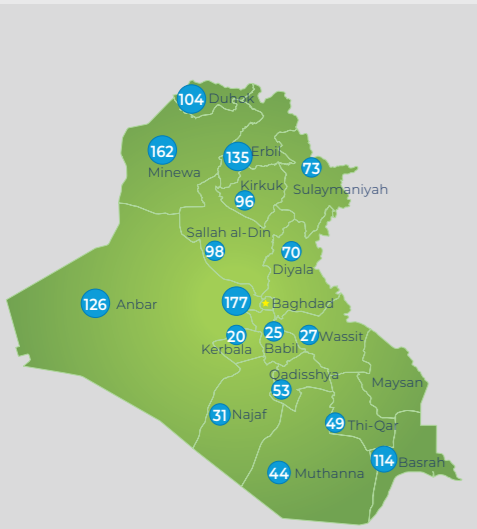 104 Duhok
162
Minewa
135 Erbil
73
Sulaymaniyah
Kirkuk
96
Sallah al-Din
98
70
Diyala
126 Anbar
177
Baghdad
20
Kerbala
25
Babil
27 Wassit
Qadisshya
53
Maysan
31 Najaf
49 Thi-Qar
44 Muthanna
114 Basrah